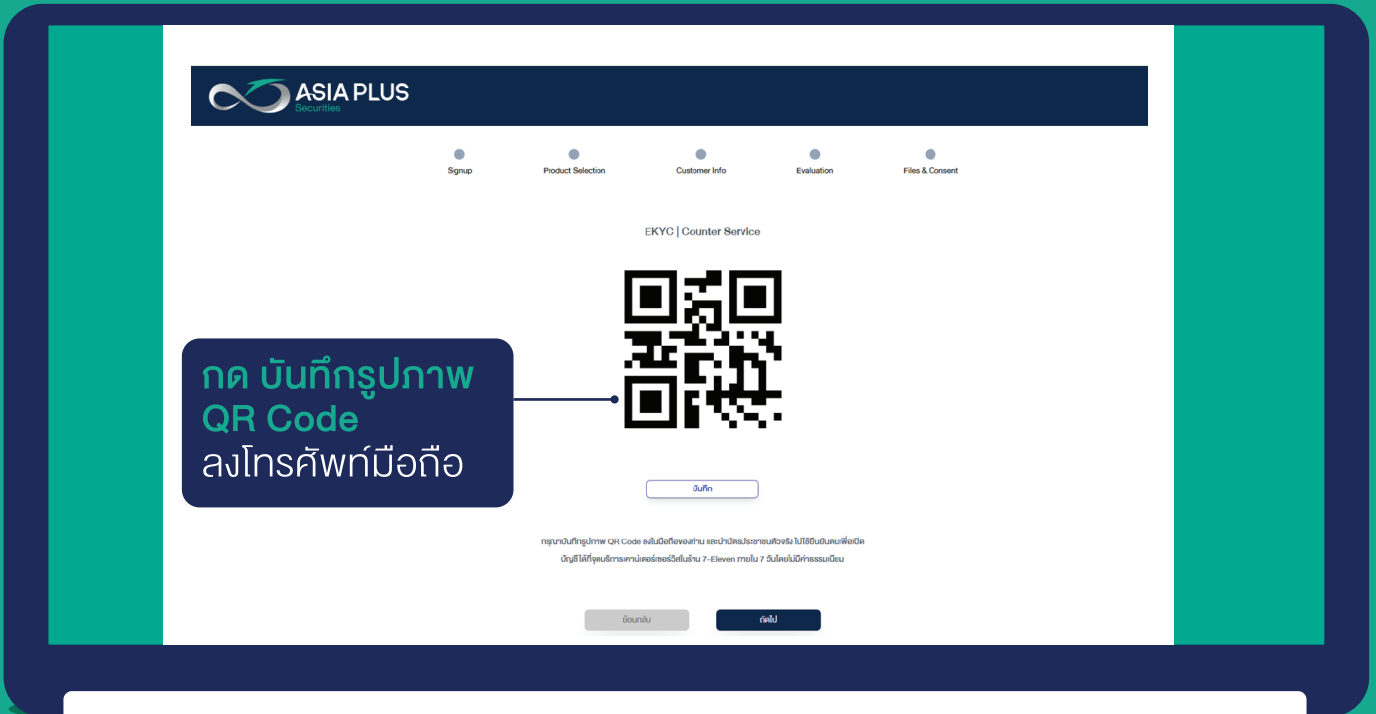 ASIA PLUS
Securities
Signup
Product Selection
Customer Info
Evaluation
Files & Consent
EKYC | Counter Service
กด บันทึกรูปภาพ
QR Code
ลงโทรศัพท์มือถือ
บันทึก
กรุณาบันทึกรูปภาพ QR Code ลงในมือถือของท่าน และนำบัตรประชาชนตัวจริง ไปใช้ยืนยันตนเพื่อเปิด
บัญชีได้ที่จุดบริการเคาน์เตอร์เซอร์วิสในร้าน 7-Eleven ภายใน 7 วันโดยไม่มีค่าธรรมเนียม
ย้อนกลับ
ถัดไป